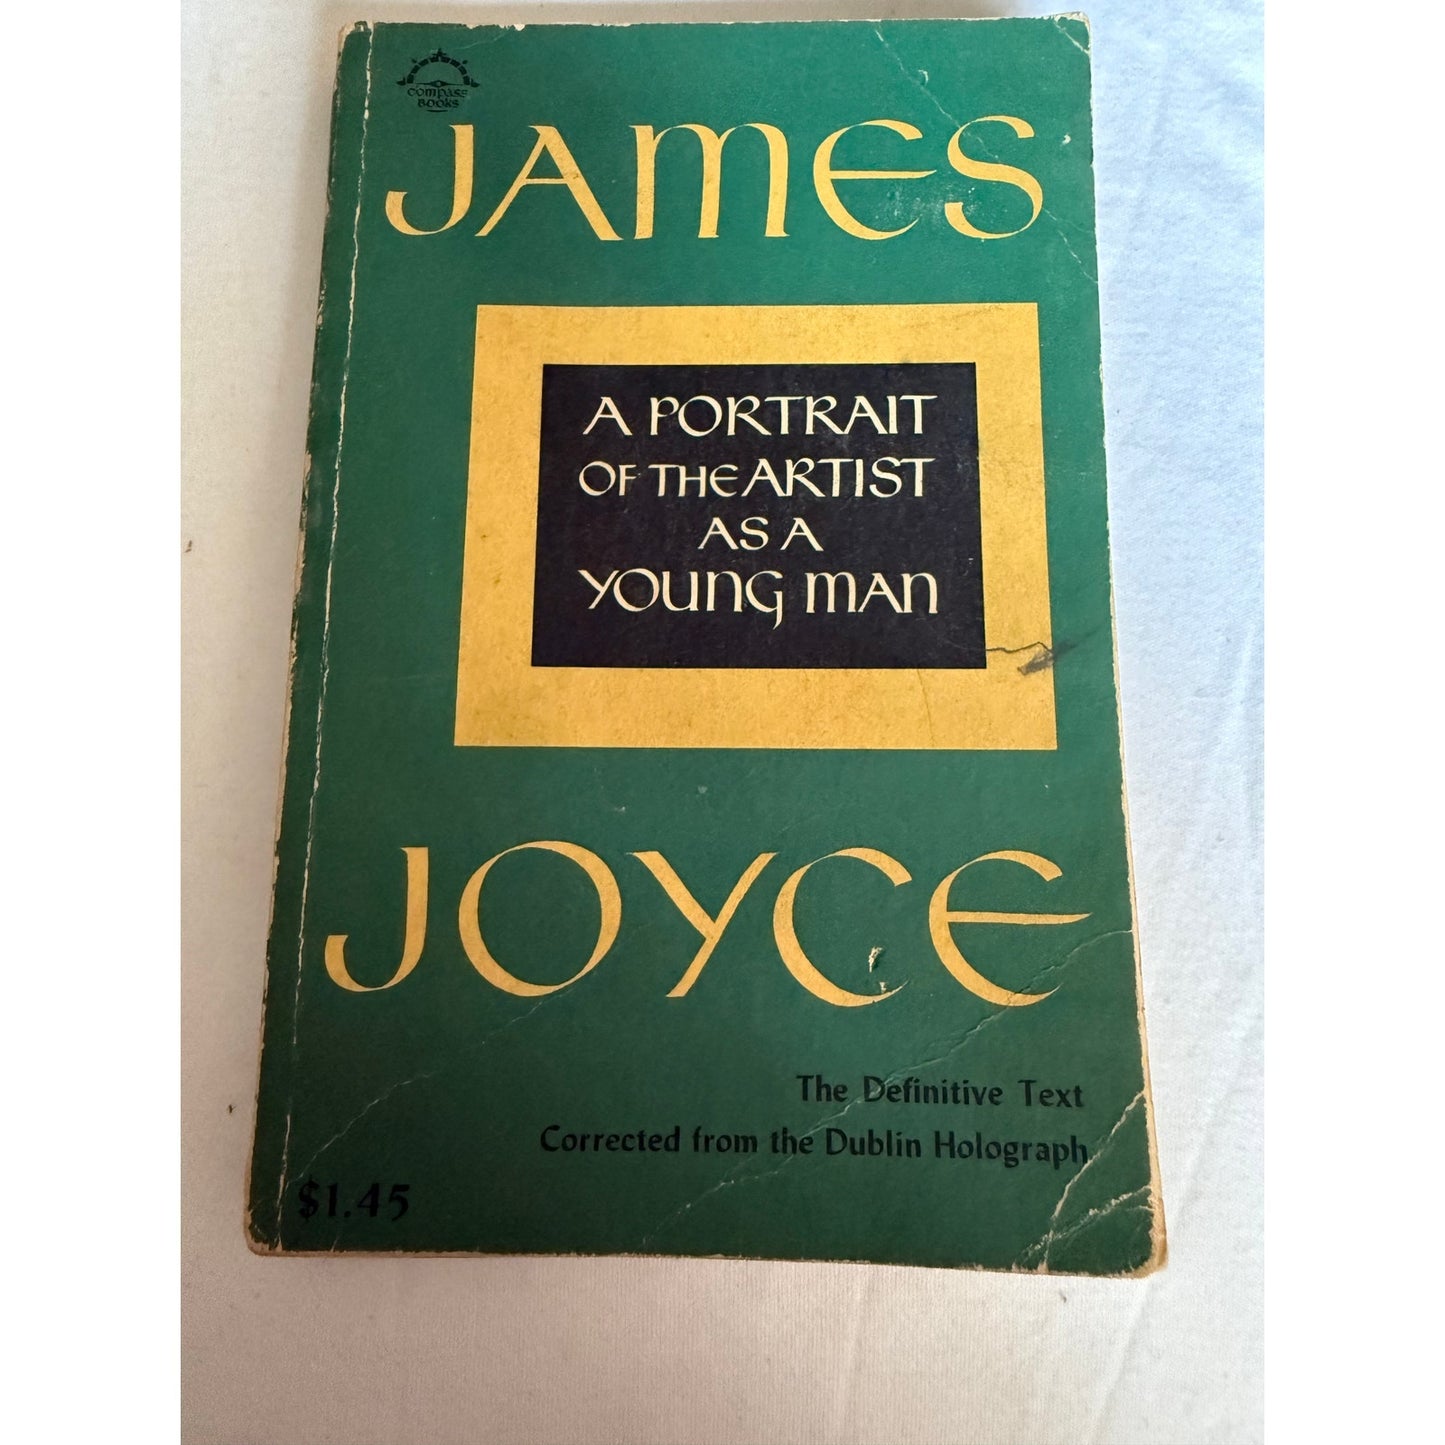 Compass
Books
JAMES
A PORTRAIT
OF THE ARTIST
AS A
YOUNG MAN
JOYCE
The Definitive Text
Corrected from the Dublin Holograph
$1.45